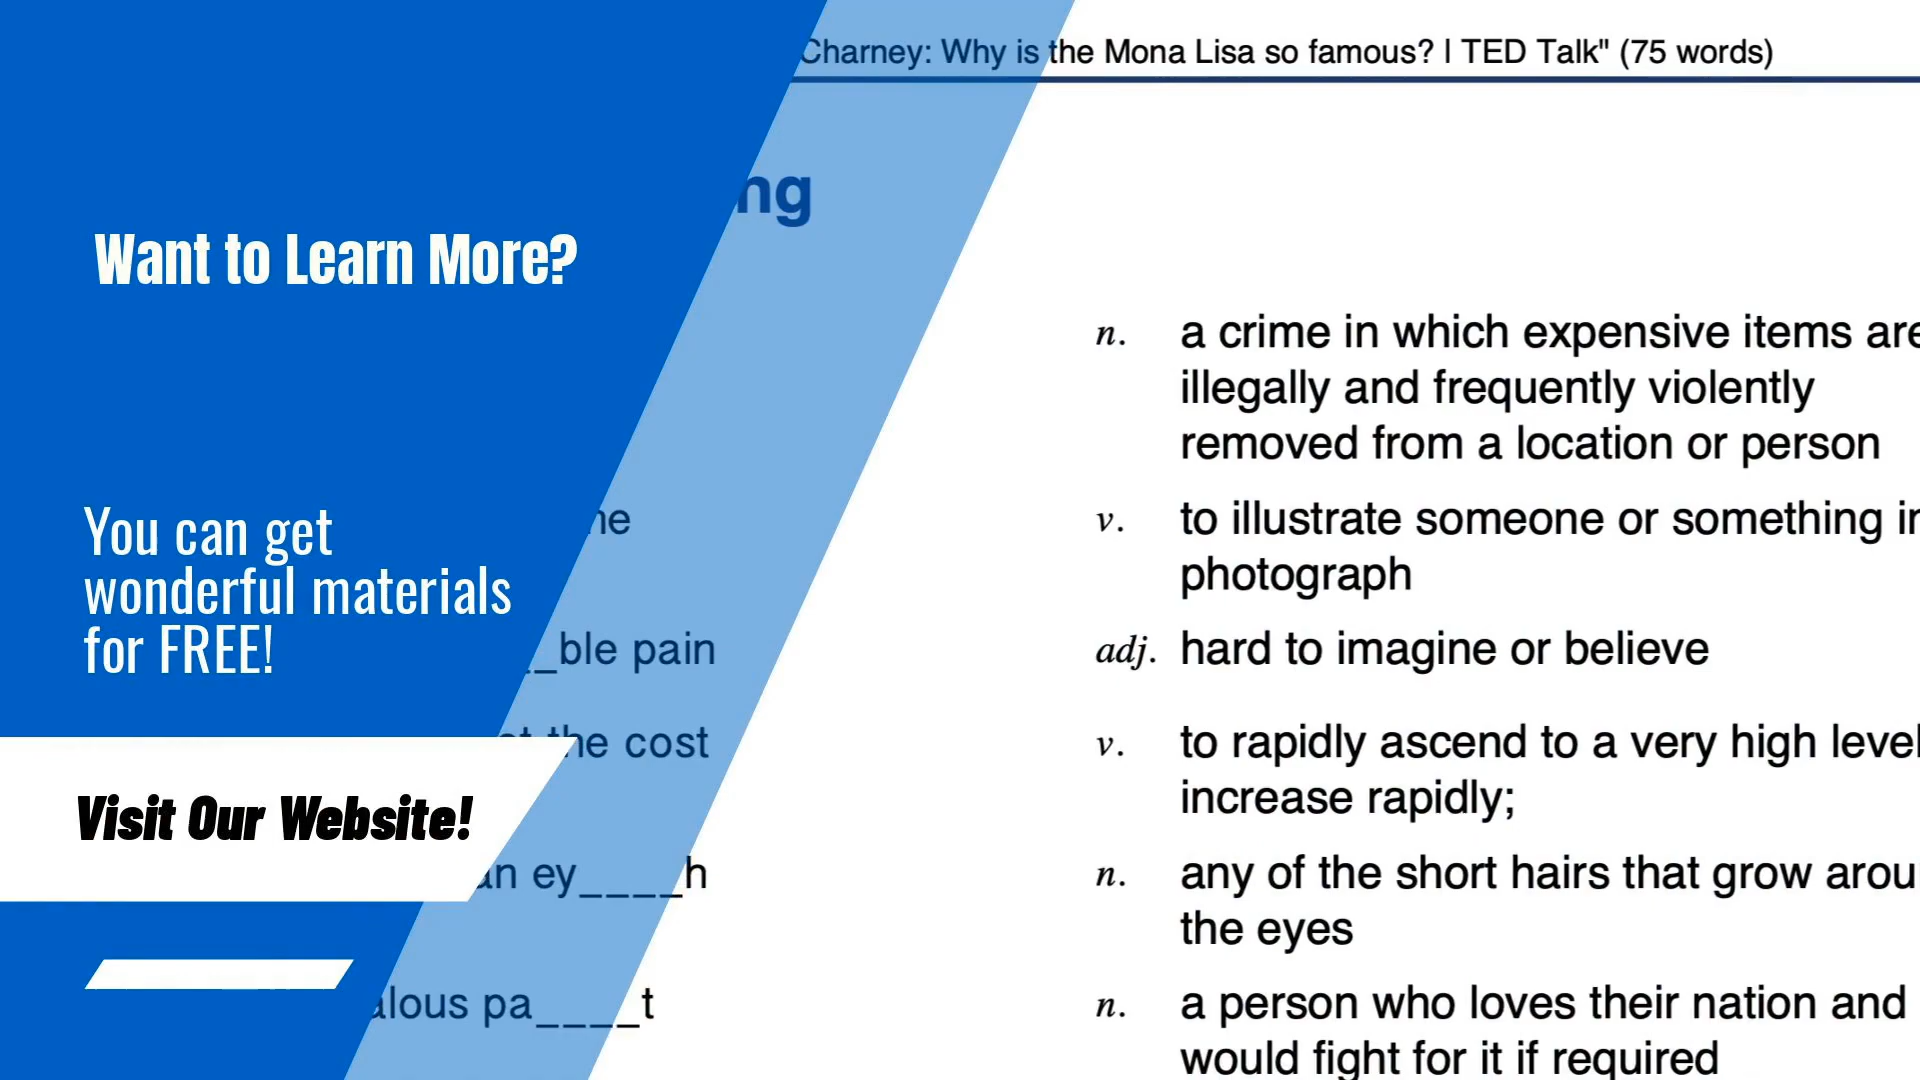 Charney: Why is the Mona Lisa so famous? | TED Talk" (75 words)
Want to Learn More?
You can get
wonderful materials
for FREE!
Visit Our Website!
n. a crime in which expensive items are
illegally and frequently violently
removed from a location or person
v. to illustrate someone or something in
photograph
_ble pain
adj. hard to imagine or believe
the cost
v. to rapidly ascend to a very high level
increase rapidly;
an ey____h
n. any of the short hairs that grow arou
the eyes
alous pa____t
n. a person who loves their nation and
would fight for it if required